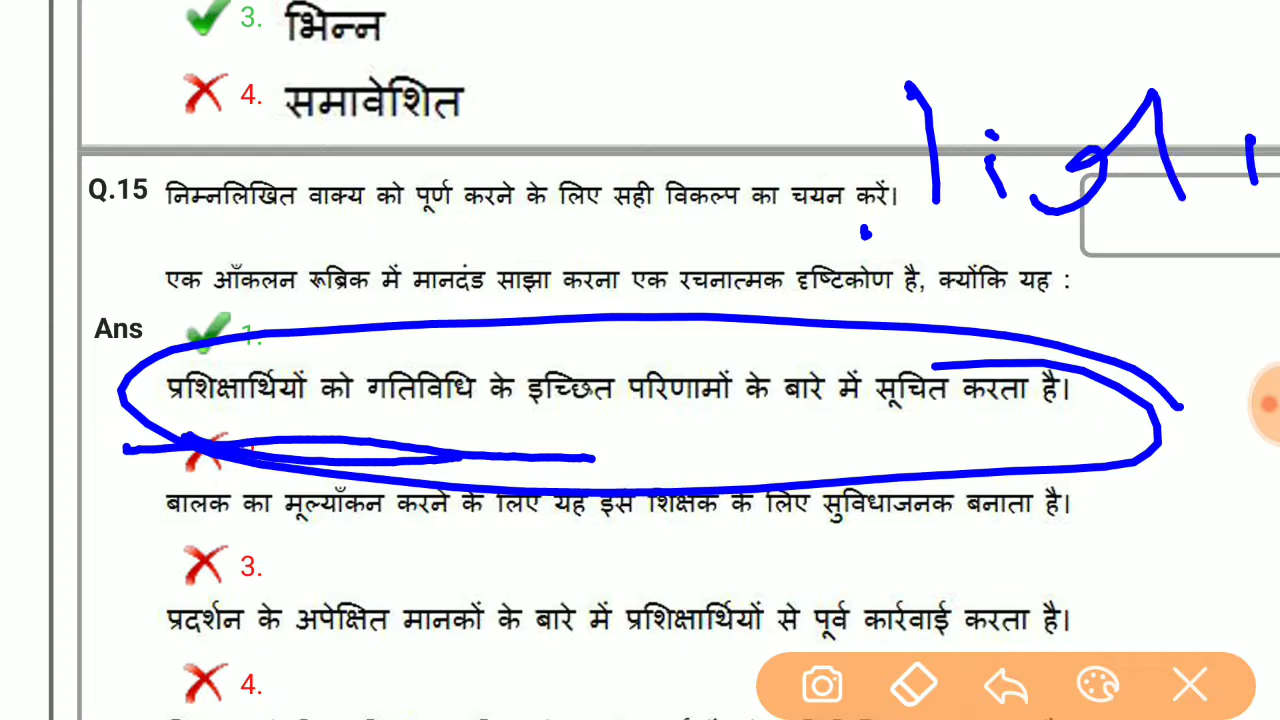 3. भिन्न
4. समावेशित
Q.15 निम्नलिखित वाक्य को पूर्ण करने के लिए सही विकल्प का चयन करें।
एक आँकलन रूब्रिक में मानदंड साझा करना एक रचनात्मक दृष्टिकोण है, क्योंकि यह :
Ans 1.
प्रशिक्षार्थियों को गतिविधि के इच्छित परिणामों के बारे में सूचित करता है।
बालक का मूल्याँकन करने के लिए यह इसे शिक्षक के लिए सुविधाजनक बनाता है।
3.
प्रदर्शन के अपेक्षित मानकों के बारे में प्रशिक्षार्थियों से पूर्व कार्रवाई करता है।
4.